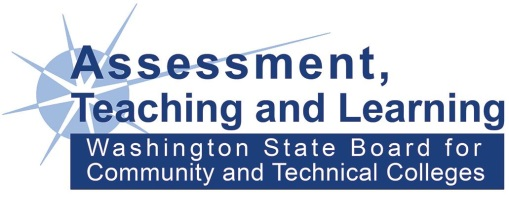 Assessment,
Teaching and Learning
Washington State Board for
Community and Technical Colleges